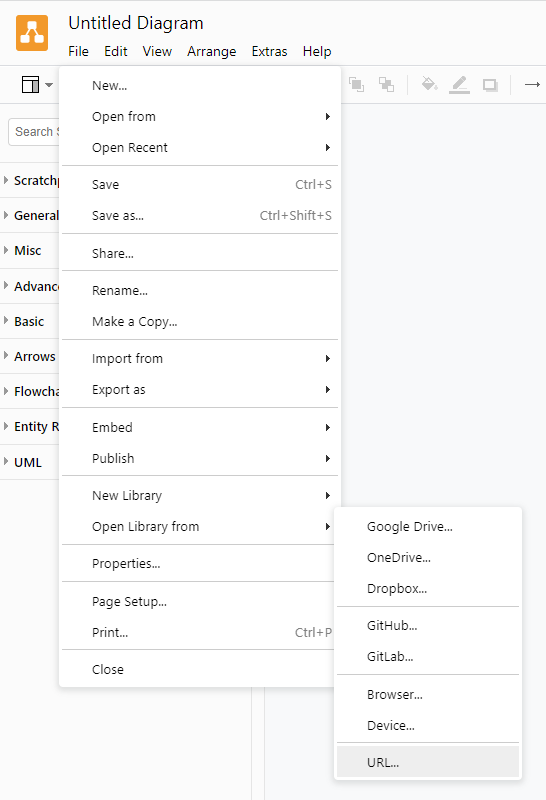 Untitled Diagram
File Edit View Arrange Extras Help
Search S
New...
Open from
Open Recent
Save Ctrl+S
Save as... Ctrl+Shift+S
Share...
Rename...
Make a Copy...
Import from
Export as
Embed
Publish
New Library
Open Library from
Properties...
Page Setup...
Print... Ctrl+P
Close
Scratchp
General
Misc
Advanc
Basic
Arrows
Flowcha
Entity R
UML
Google Drive...
OneDrive...
Dropbox...
GitHub...
GitLab...
Browser...
Device...
URL...